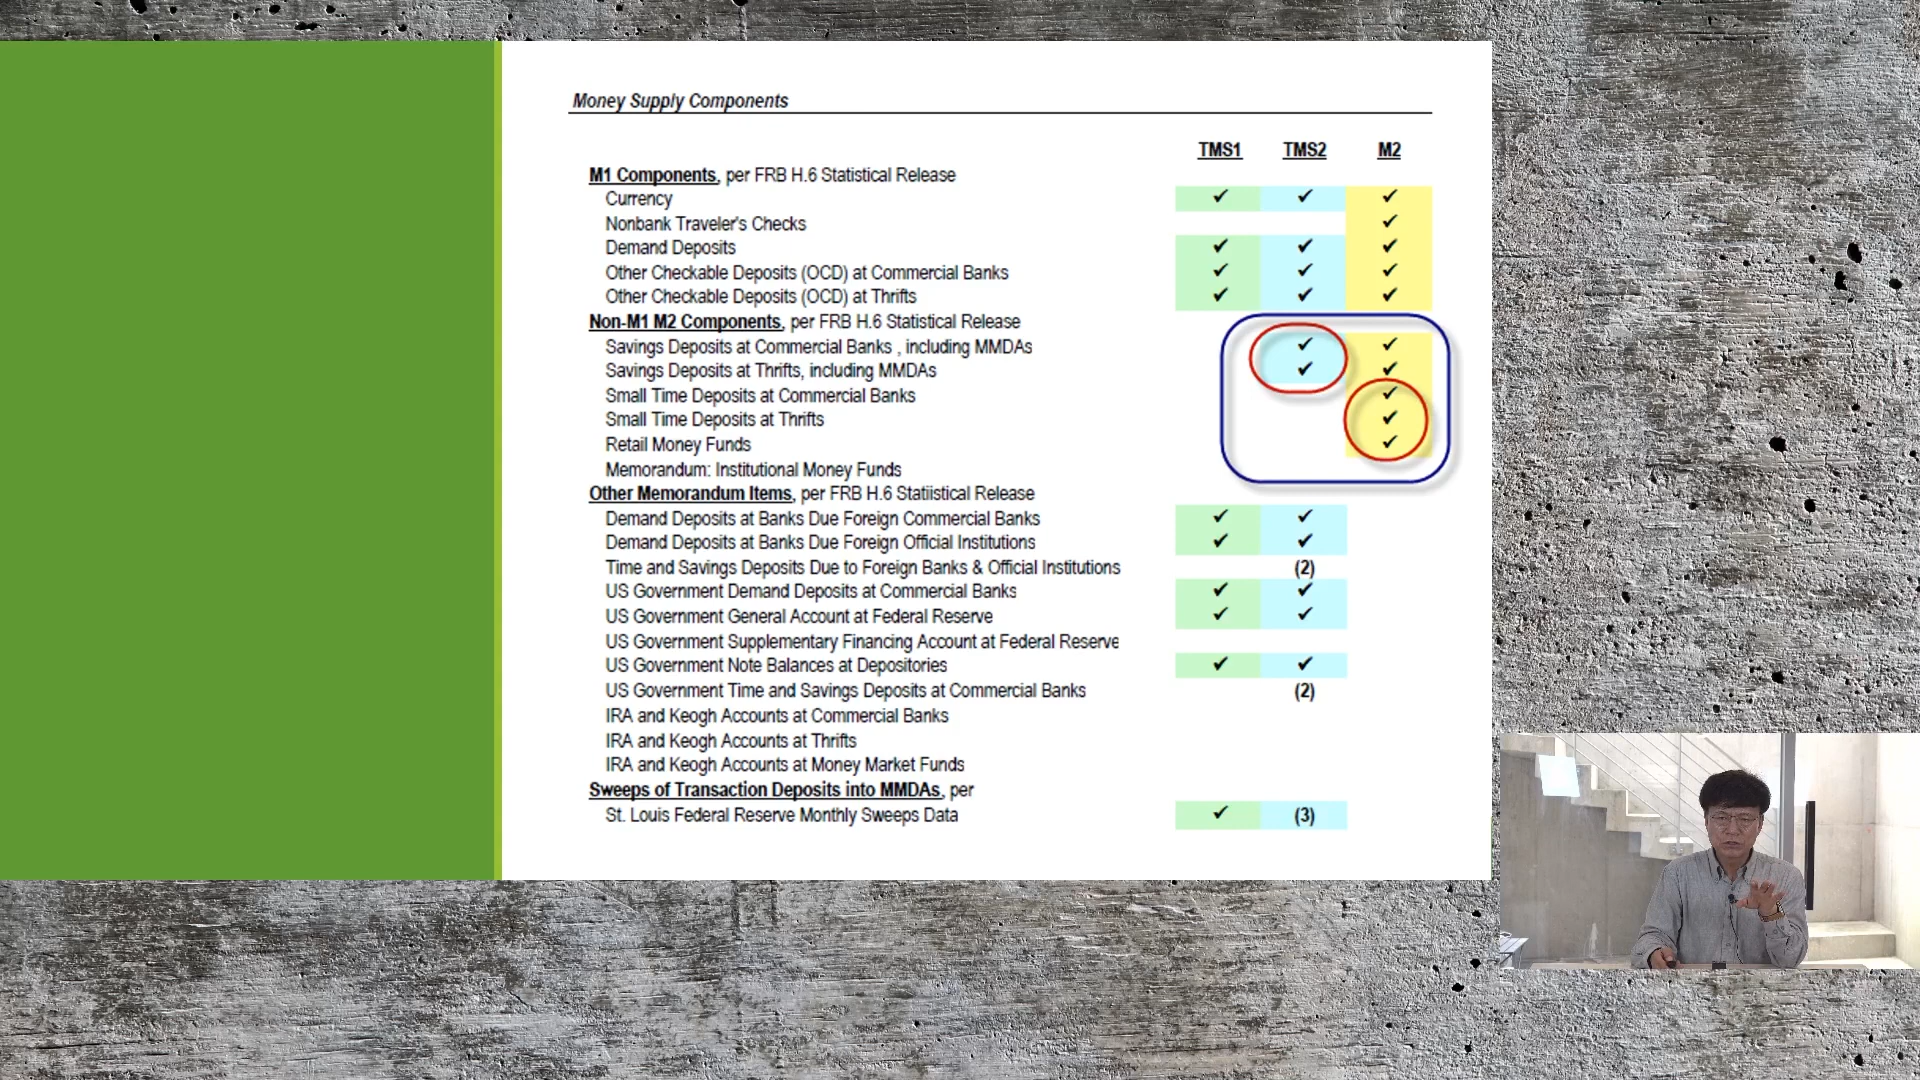 Money Supply Components
TMS1 TMS2 M2
M1 Components, per FRB H.6 Statistical Release
Currency ✓ ✓ ✓
Nonbank Traveler's Checks ✓
Demand Deposits ✓ ✓ ✓
Other Checkable Deposits (OCD) at Commercial Banks ✓ ✓ ✓
Other Checkable Deposits (OCD) at Thrifts ✓ ✓ ✓
Non-M1 M2 Components, per FRB H.6 Statistical Release
Savings Deposits at Commercial Banks , including MMDAs ✓ ✓
Savings Deposits at Thrifts, including MMDAs ✓ ✓
Small Time Deposits at Commercial Banks ✓
Small Time Deposits at Thrifts ✓
Retail Money Funds ✓
Memorandum: Institutional Money Funds
Other Memorandum Items, per FRB H.6 Statiistical Release
Demand Deposits at Banks Due Foreign Commercial Banks ✓ ✓
Demand Deposits at Banks Due Foreign Official Institutions ✓ ✓
Time and Savings Deposits Due to Foreign Banks & Official Institutions (2)
US Government Demand Deposits at Commercial Banks ✓ ✓
US Government General Account at Federal Reserve ✓ ✓
US Government Supplementary Financing Account at Federal Reserve
US Government Note Balances at Depositories ✓ ✓
US Government Time and Savings Deposits at Commercial Banks (2)
IRA and Keogh Accounts at Commercial Banks
IRA and Keogh Accounts at Thrifts
IRA and Keogh Accounts at Money Market Funds
Sweeps of Transaction Deposits into MMDAs, per
St. Louis Federal Reserve Monthly Sweeps Data ✓ (3)